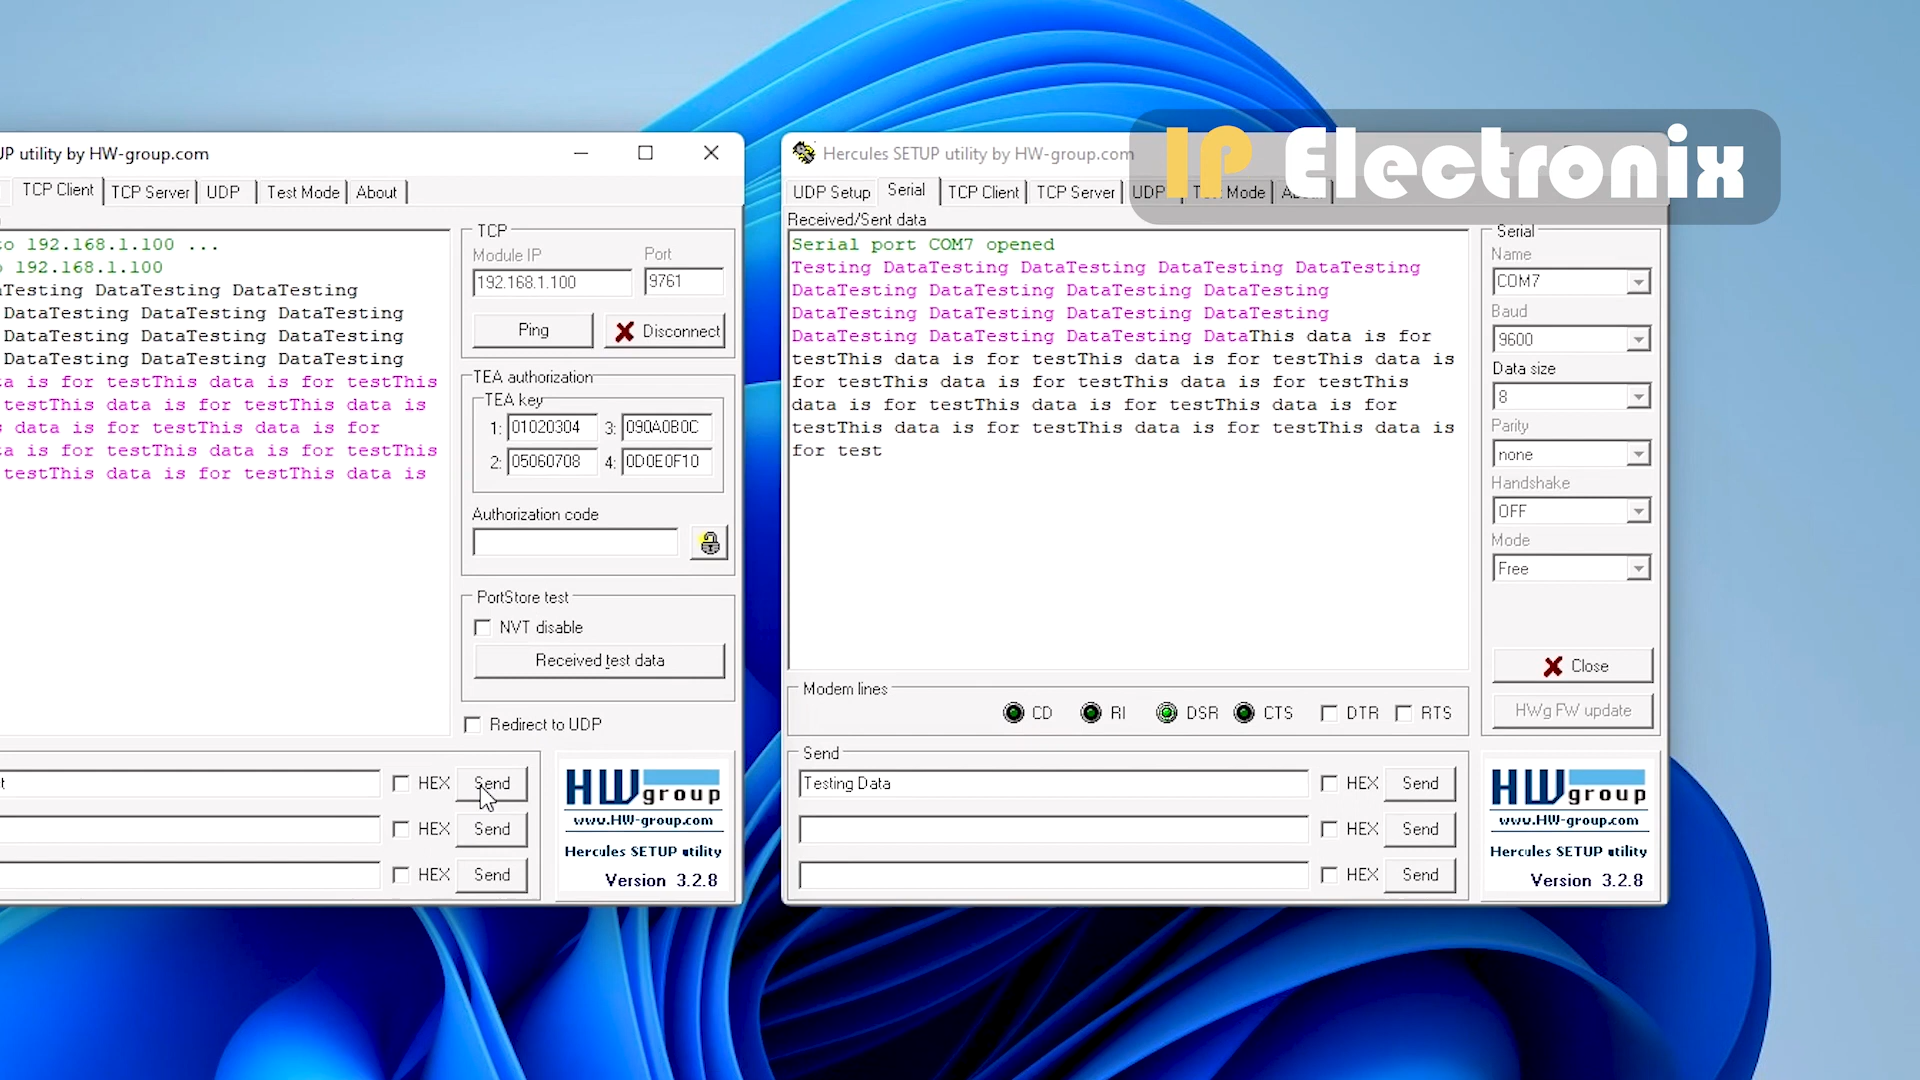 IP Electronix
UP utility by HW-group.com
TCP Client TCP Server UDP Test Mode About
to 192.168.1.100 ...
o 192.168.1.100
aTesting DataTesting DataTesting
DataTesting DataTesting DataTesting
DataTesting DataTesting DataTesting
DataTesting DataTesting DataTesting
ta is for testThis data is for testThis
testThis data is for testThis data is
s data is for testThis data is for
ta is for testThis data is for testThis
testThis data is for testThis data is
TCP
Module IP Port
192.168.1.100 9761
Ping Disconnect
TEA authorization
TEA key
1: 01020304 3: 090A0B0C
2: 05060708 4: 0D0E0F10
Authorization code
PortStore test
NVT disable
Received test data
Redirect to UDP
t HEX Send
HEX Send
HEX Send
HW group
www.HW-group.com
Hercules SETUP utility
Version 3.2.8
Hercules SETUP utility by HW-group.com
UDP Setup Serial TCP Client TCP Server UDP Test Mode About
Received/Sent data
Serial port COM7 opened
Testing DataTesting DataTesting DataTesting DataTesting
DataTesting DataTesting DataTesting DataTesting
DataTesting DataTesting DataTesting DataTesting
DataTesting DataTesting DataTesting DataThis data is for
testThis data is for testThis data is for testThis data is
for testThis data is for testThis data is for testThis
data is for testThis data is for testThis data is for
testThis data is for testThis data is for testThis data is
for test
Serial
Name
COM7
Baud
9600
Data size
8
Parity
none
Handshake
OFF
Mode
Free
Close
HWg FW update
Modem lines
CD RI DSR CTS DTR RTS
Send
Testing Data HEX Send
HEX Send
HEX Send
HW group
www.HW-group.com
Hercules SETUP utility
Version 3.2.8